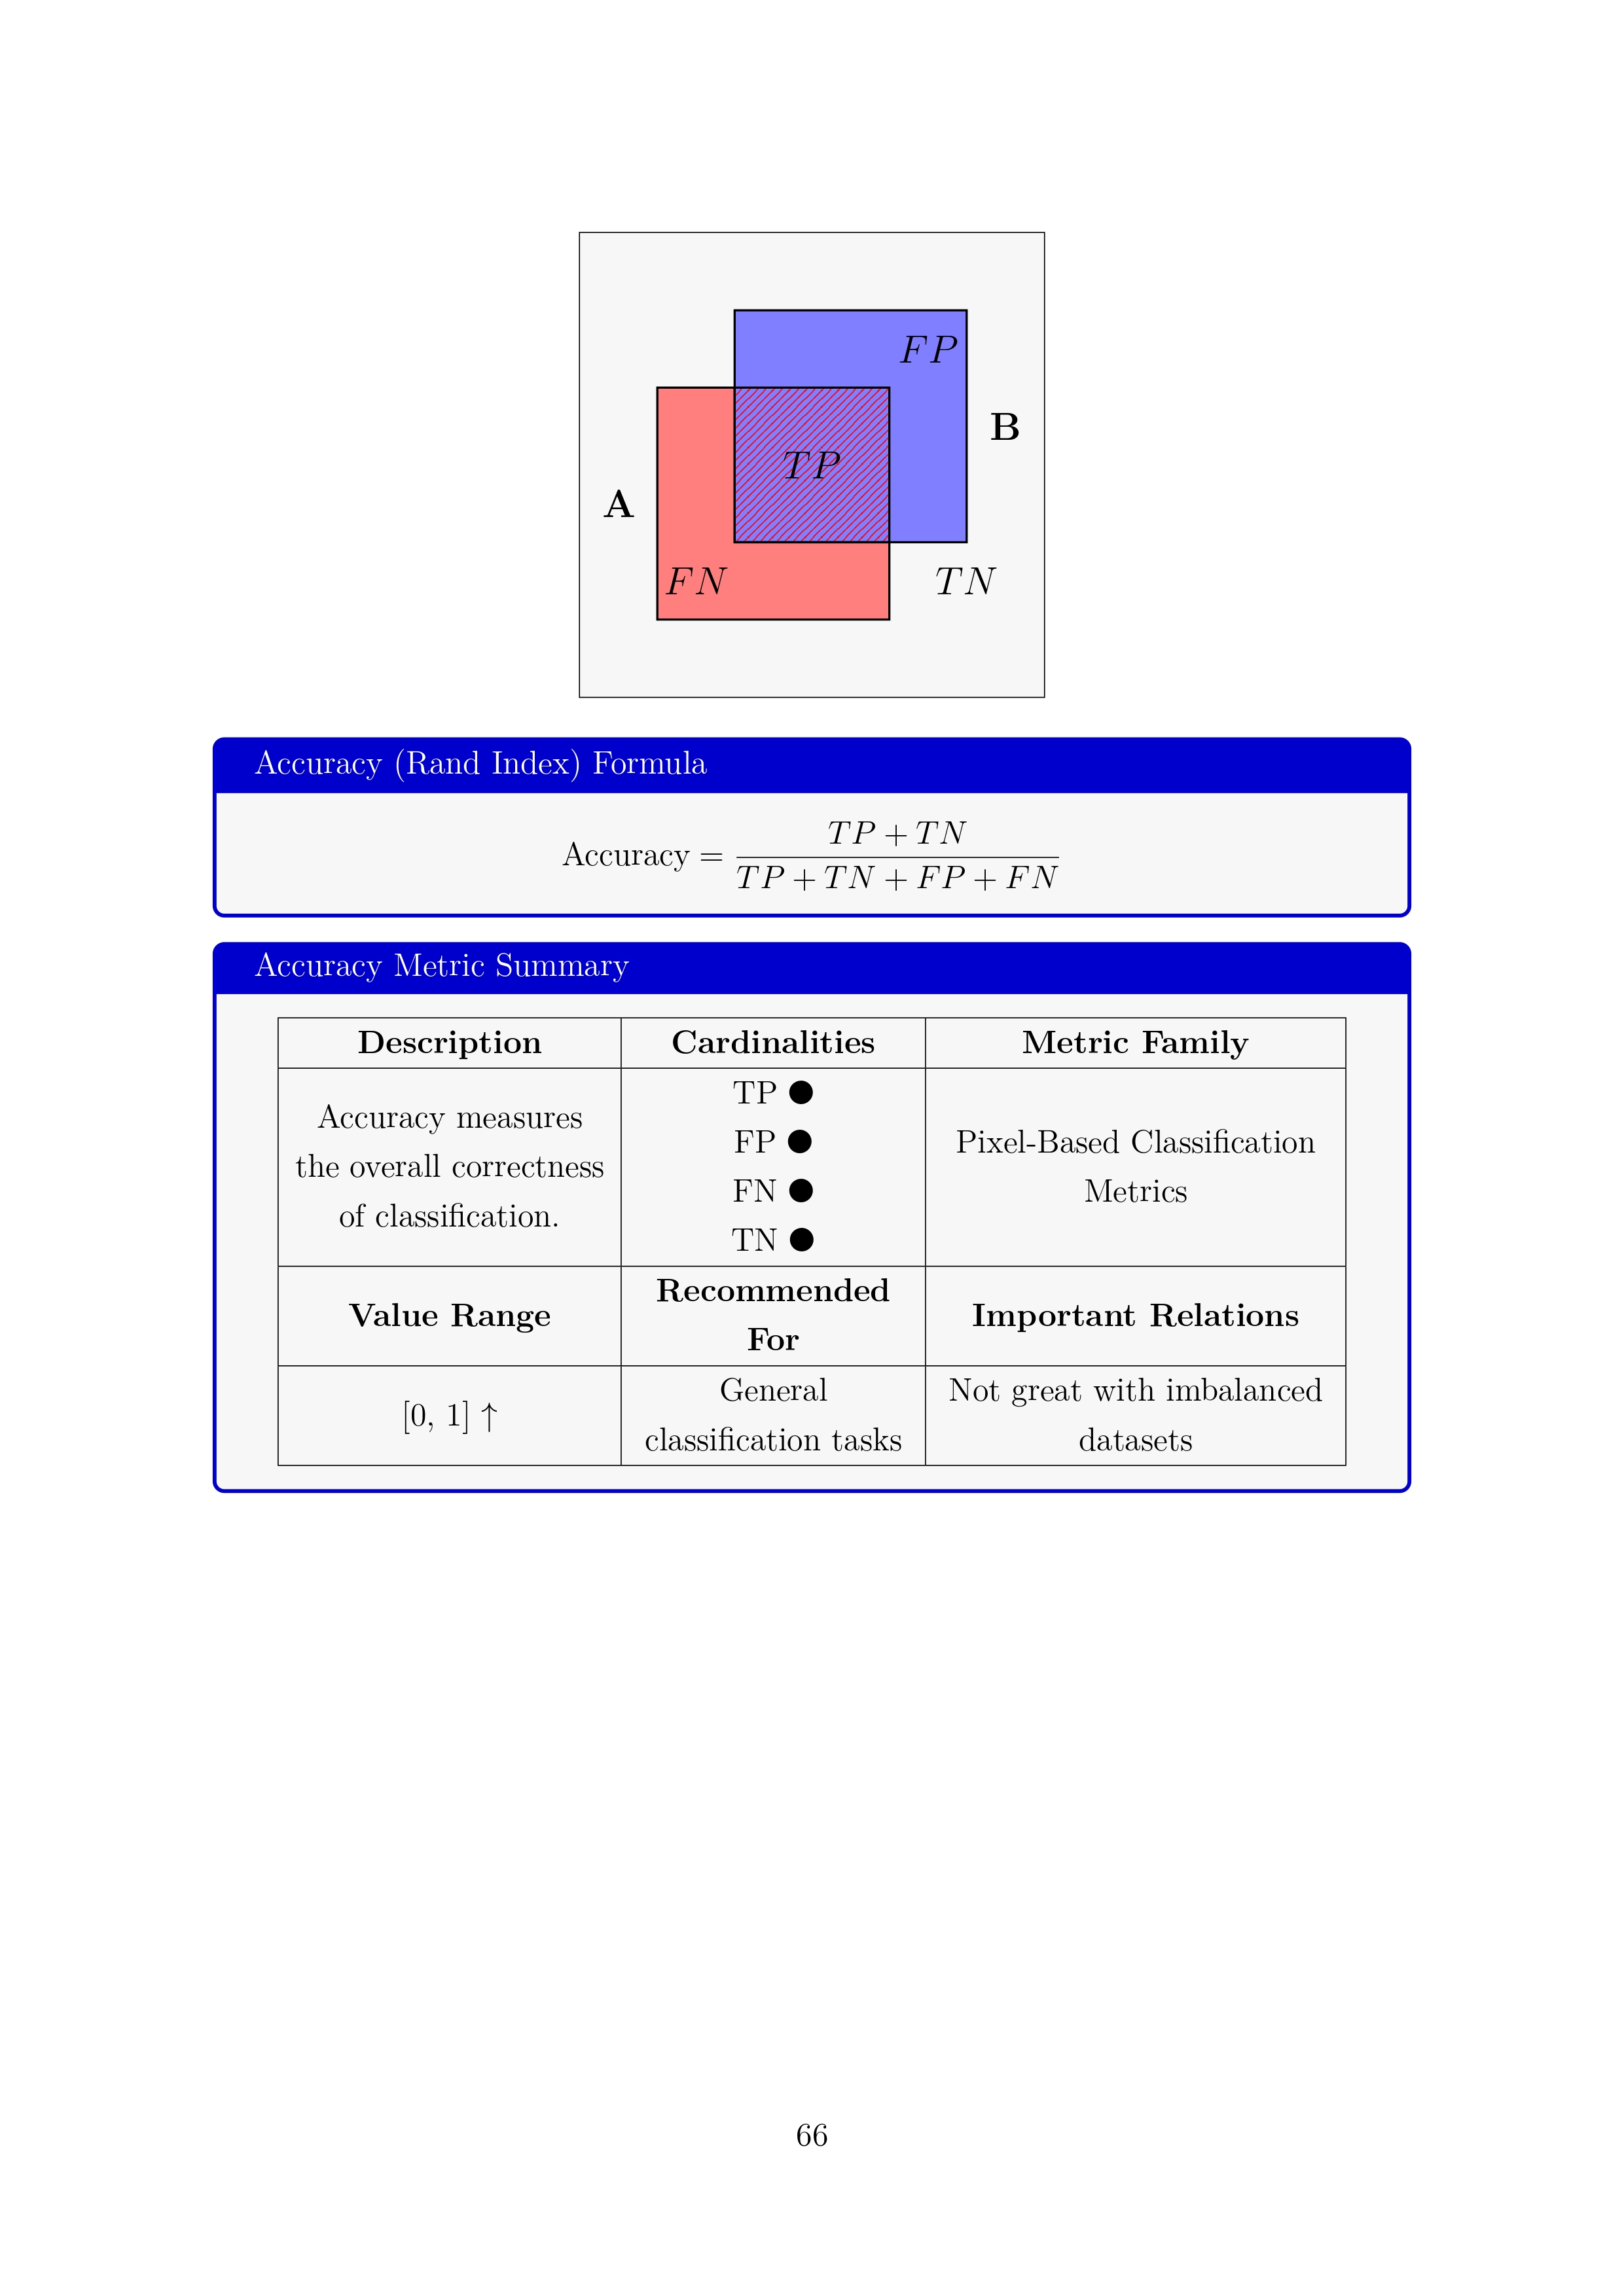 FP
B
TP
A
FN
TN
Accuracy (Rand Index) Formula
Accuracy = \frac{TP + TN}{TP + TN + FP + FN}
Accuracy Metric Summary
Description
Cardinalities
Metric Family
Accuracy measures
the overall correctness
of classification.
TP ●
FP ●
FN ●
TN ●
Pixel-Based Classification
Metrics
Value Range
Recommended
For
Important Relations
[0, 1] ↑
General
classification tasks
Not great with imbalanced
datasets
66